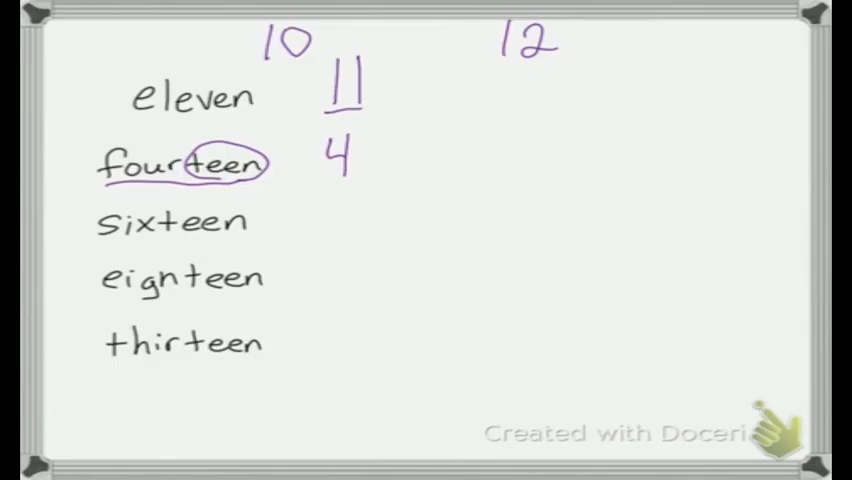 10 12
eleven 11
fourteen 4
sixteen
eignteen
thirteen
Created with Doceri